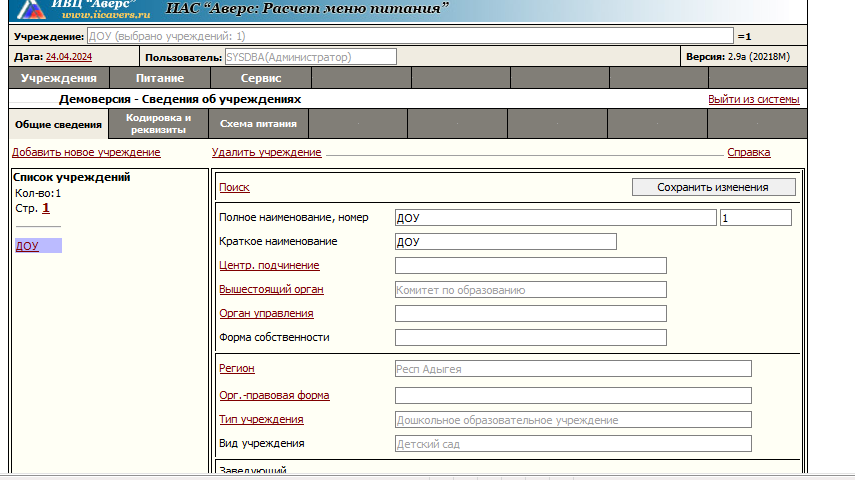 ИВЦ "Аверс"
www.iicavers.ru
ИАС "Аверс: Расчет меню питания"
Учреждение: ДОУ (выбрано учреждений: 1) =1
Дата: 24.04.2024 Пользователь: SYSDBA(Администратор) Версия: 2.9a (20218M)
Учреждения Питание Сервис
Демоверсия - Сведения об учреждениях Выйти из системы
Общие сведения Кодировка и реквизиты Схема питания
Добавить новое учреждение Удалить учреждение Справка
Список учреждений
Кол-во:1
Стр. 1
ДОУ
Поиск Сохранить изменения
Полное наименование, номер ДОУ 1
Краткое наименование ДОУ
Центр. подчинение
Вышестоящий орган Комитет по образованию
Орган управления
Форма собственности
Регион Респ Адыгея
Орг.-правовая форма
Тип учреждения Дошкольное образовательное учреждение
Вид учреждения Детский сад
Заведующий